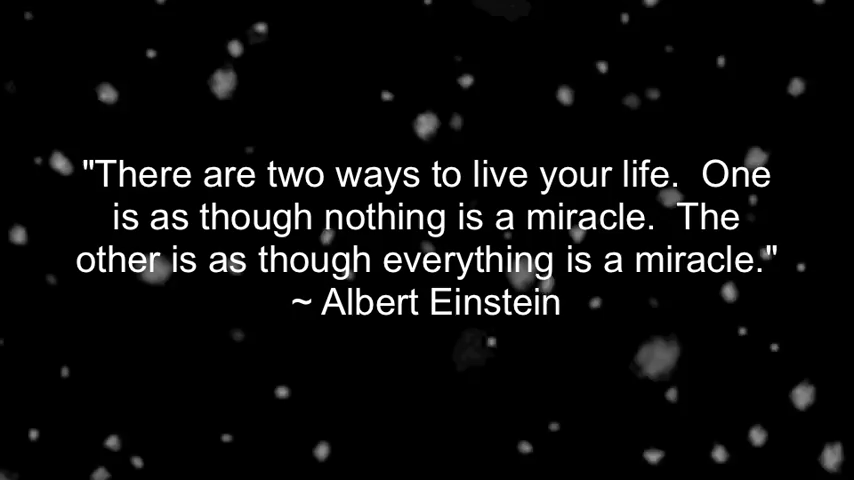 "There are two ways to live your life.  One
is as though nothing is a miracle.  The
other is as though everything is a miracle."
~ Albert Einstein